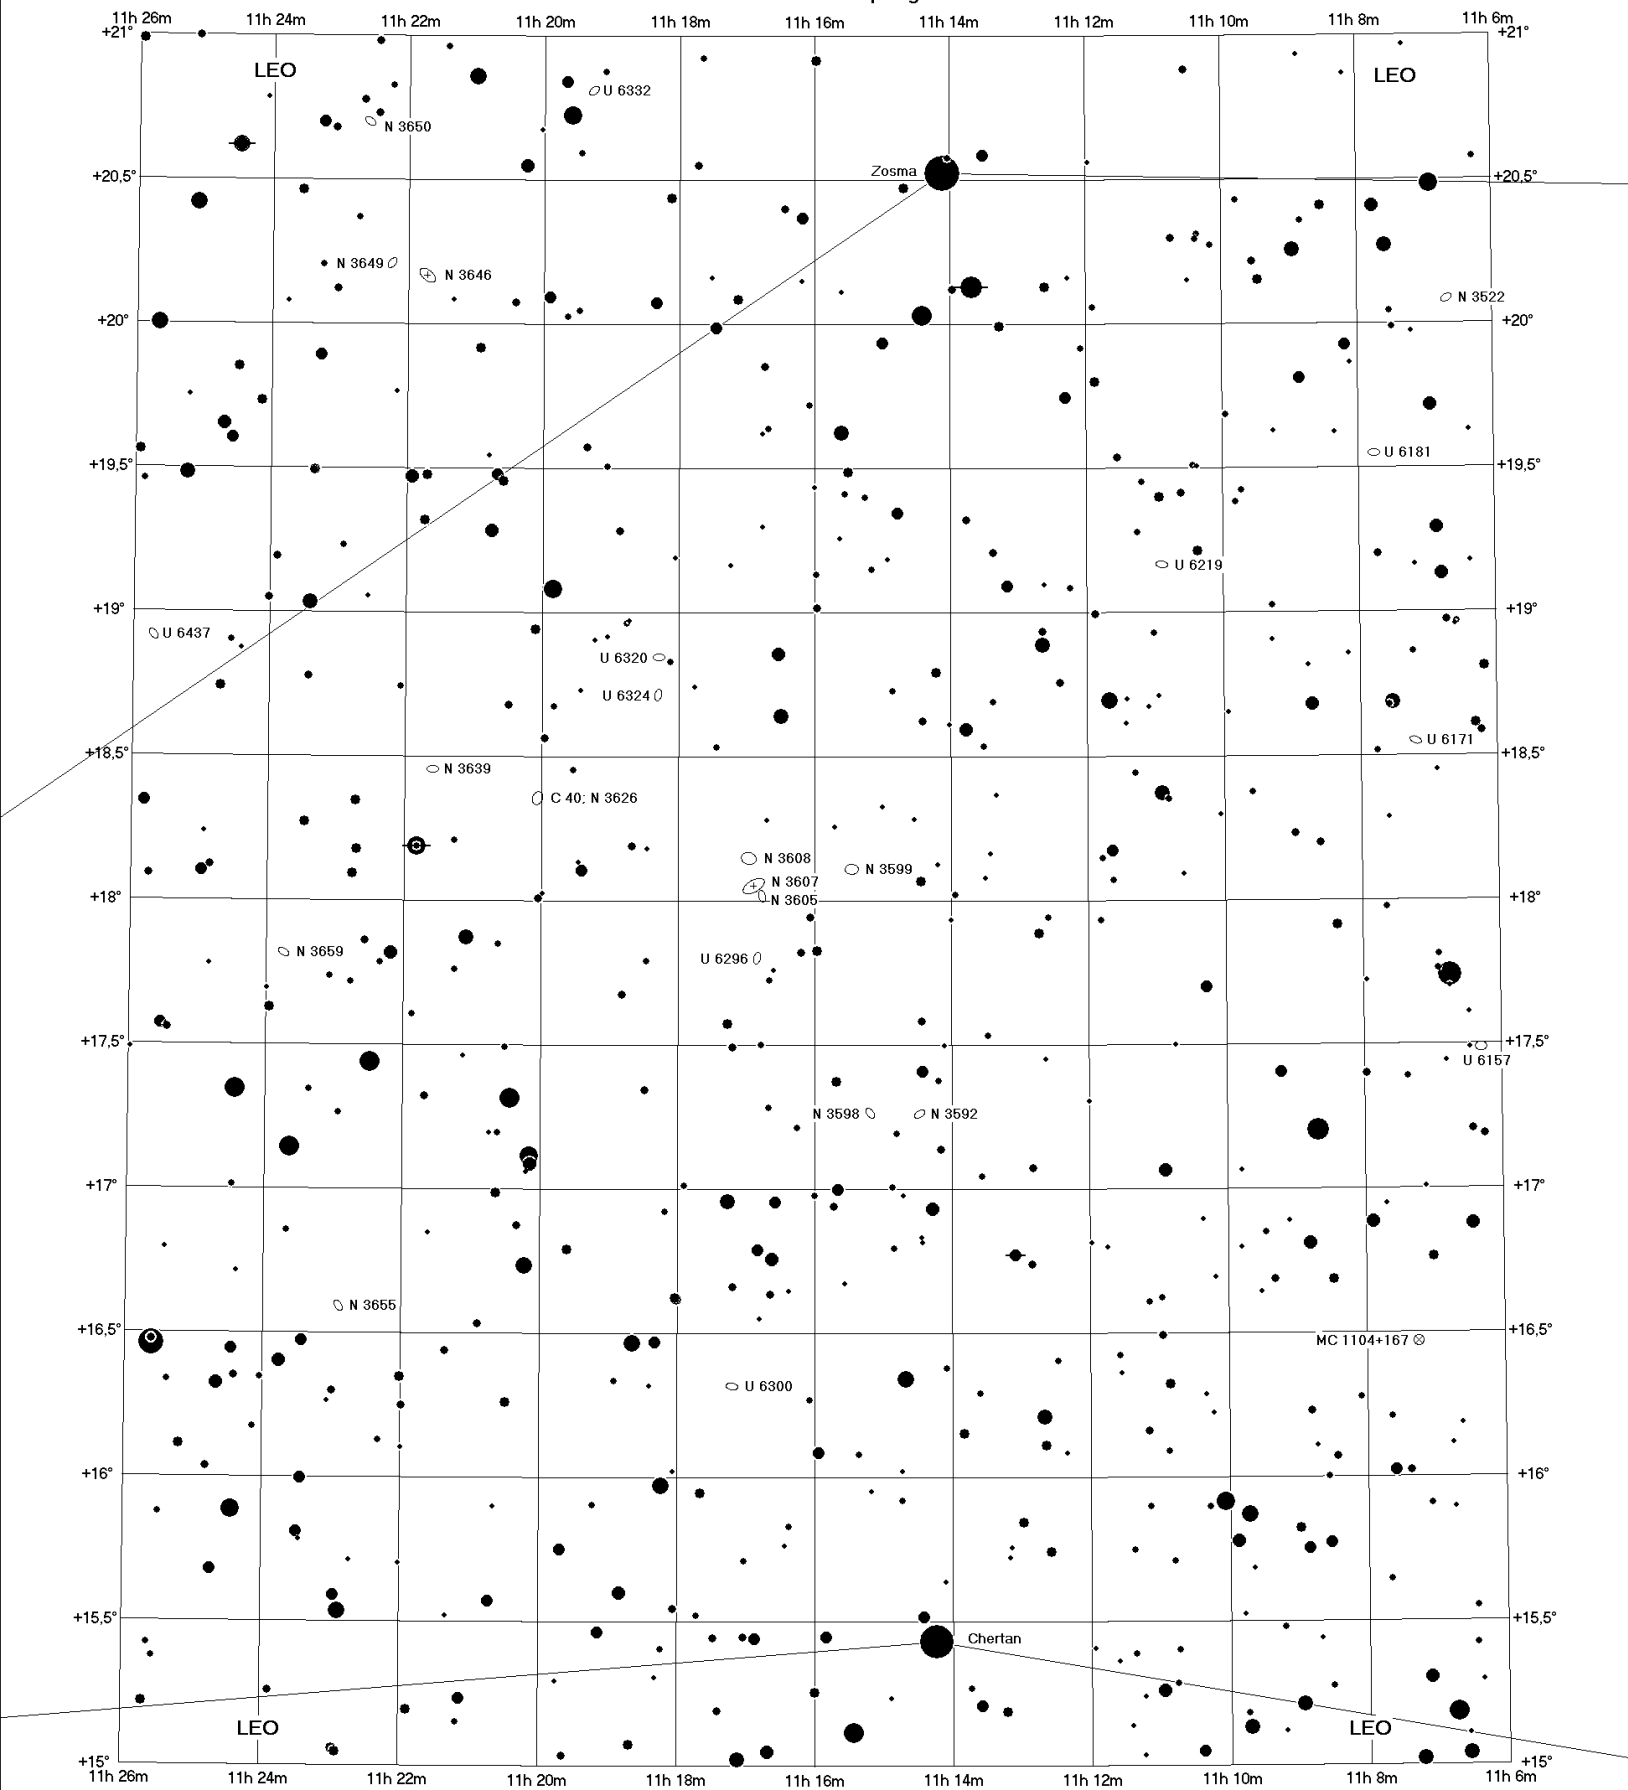 11h 26m 11h 24m 11h 22m 11h 20m 11h 18m 11h 16m 11h 14m 11h 12m 11h 10m 11h 8m 11h 6m
+21° +21°
LEO LEO
U 6332
N 3650
Zosma
+20,5° +20,5°
N 3649 N 3646
N 3522
+20° +20°
U 6181
+19,5° +19,5°
U 6219
+19° +19°
U 6437
U 6320
U 6324
U 6171
+18,5° +18,5°
N 3639
C 40; N 3626
N 3608
N 3599
N 3607
+18° +18°
N 3605
N 3659
U 6296
+17,5° +17,5°
U 6157
N 3598 N 3592
+17° +17°
N 3655
+16,5° +16,5°
MC 1104+167
U 6300
+16° +16°
+15,5° +15,5°
Chertan
LEO LEO
+15° +15°
11h 26m 11h 24m 11h 22m 11h 20m 11h 18m 11h 16m 11h 14m 11h 12m 11h 10m 11h 8m 11h 6m